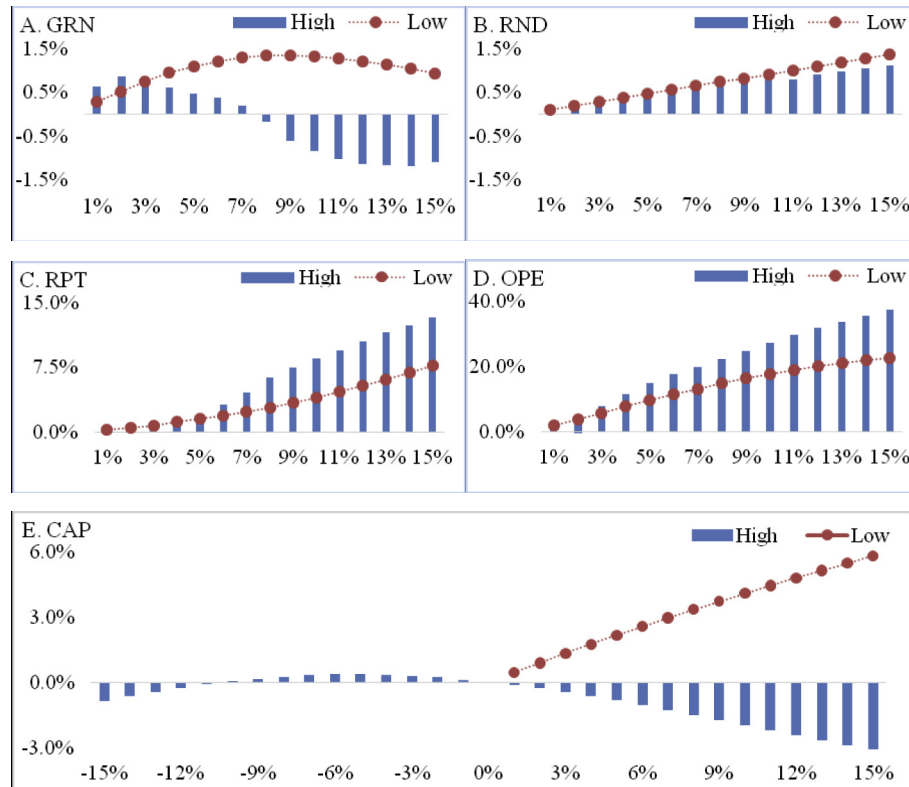 A. GRN
High Low
1.5%
0.5%
-0.5%
-1.5%
1% 3% 5% 7% 9% 11% 13% 15%
B. RND
High Low
1.5%
0.5%
-0.5%
-1.5%
1% 3% 5% 7% 9% 11% 13% 15%
C. RPT
High Low
15.0%
7.5%
0.0%
1% 3% 5% 7% 9% 11% 13% 15%
D. OPE
High Low
40.0%
20.0%
0.0%
1% 3% 5% 7% 9% 11% 13% 15%
E. CAP
High Low
6.0%
3.0%
0.0%
-3.0%
-15% -12% -9% -6% -3% 0% 3% 6% 9% 12% 15%